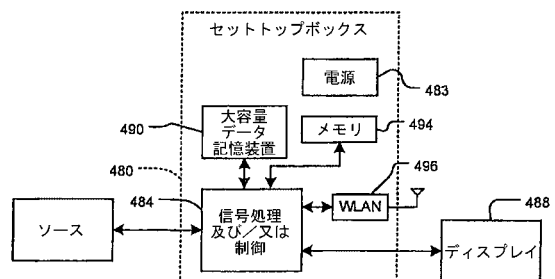 セットトップボックス
電源
483
490
大容量
データ
記憶装置
メモリ
494
480
496
484
信号処理
及び／又は
制御
WLAN
488
ソース
ディスプレイ